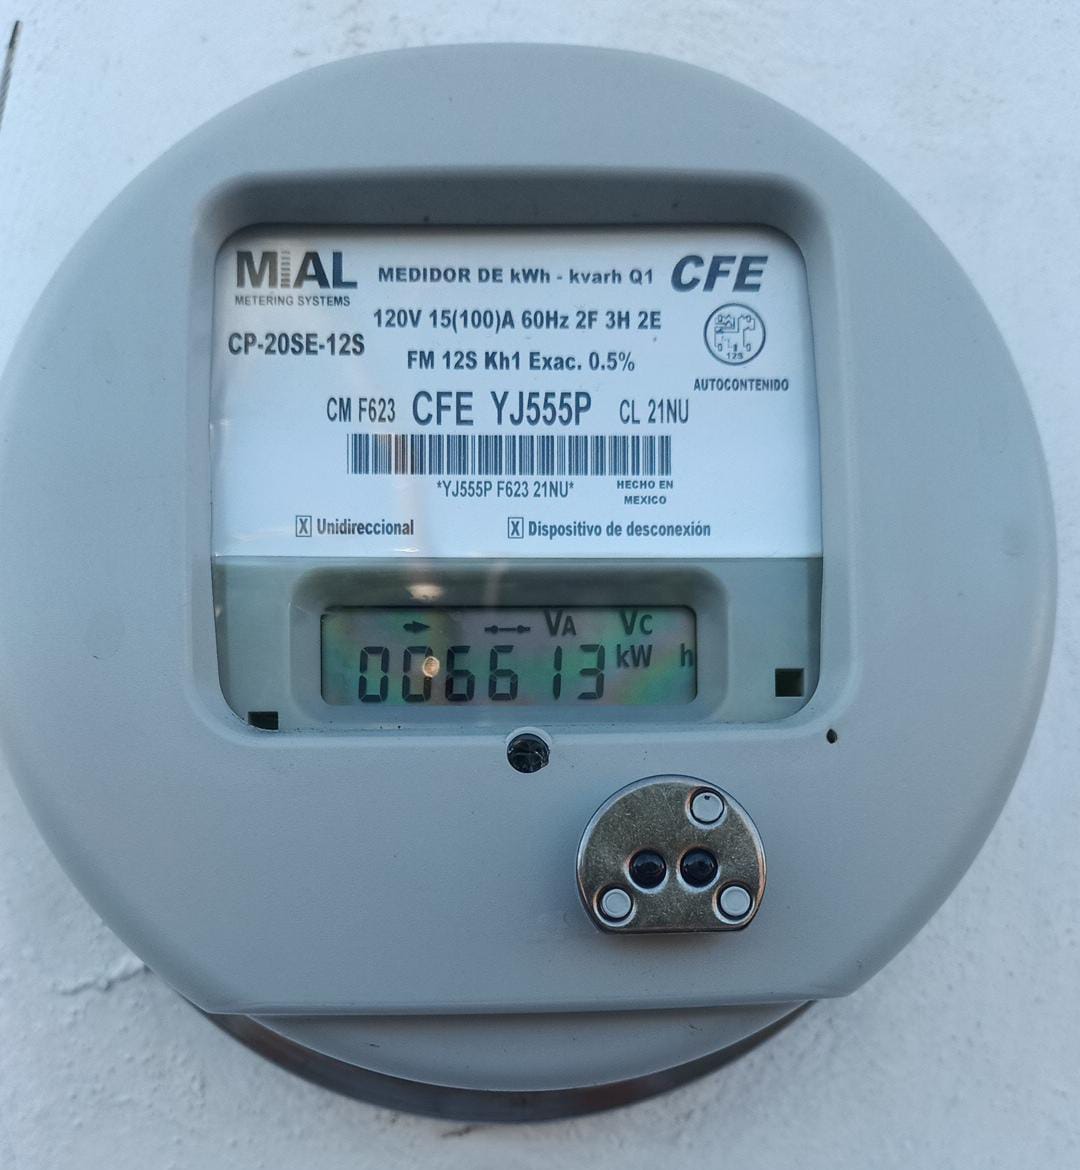 MIAL
METERING SYSTEMS
MEDIDOR DE kWh - kvarh Q1
CFE
120V 15(100)A 60Hz 2F 3H 2E
CP-20SE-12S
FM 12S Kh1 Exac. 0.5%
12S
AUTOCONTENIDO
CM F623 CFE YJ555P CL 21NU
*YJ555P F623 21NU*
HECHO EN
MEXICO
X Unidireccional
X Dispositivo de desconexión
VA VC
006613 kW h